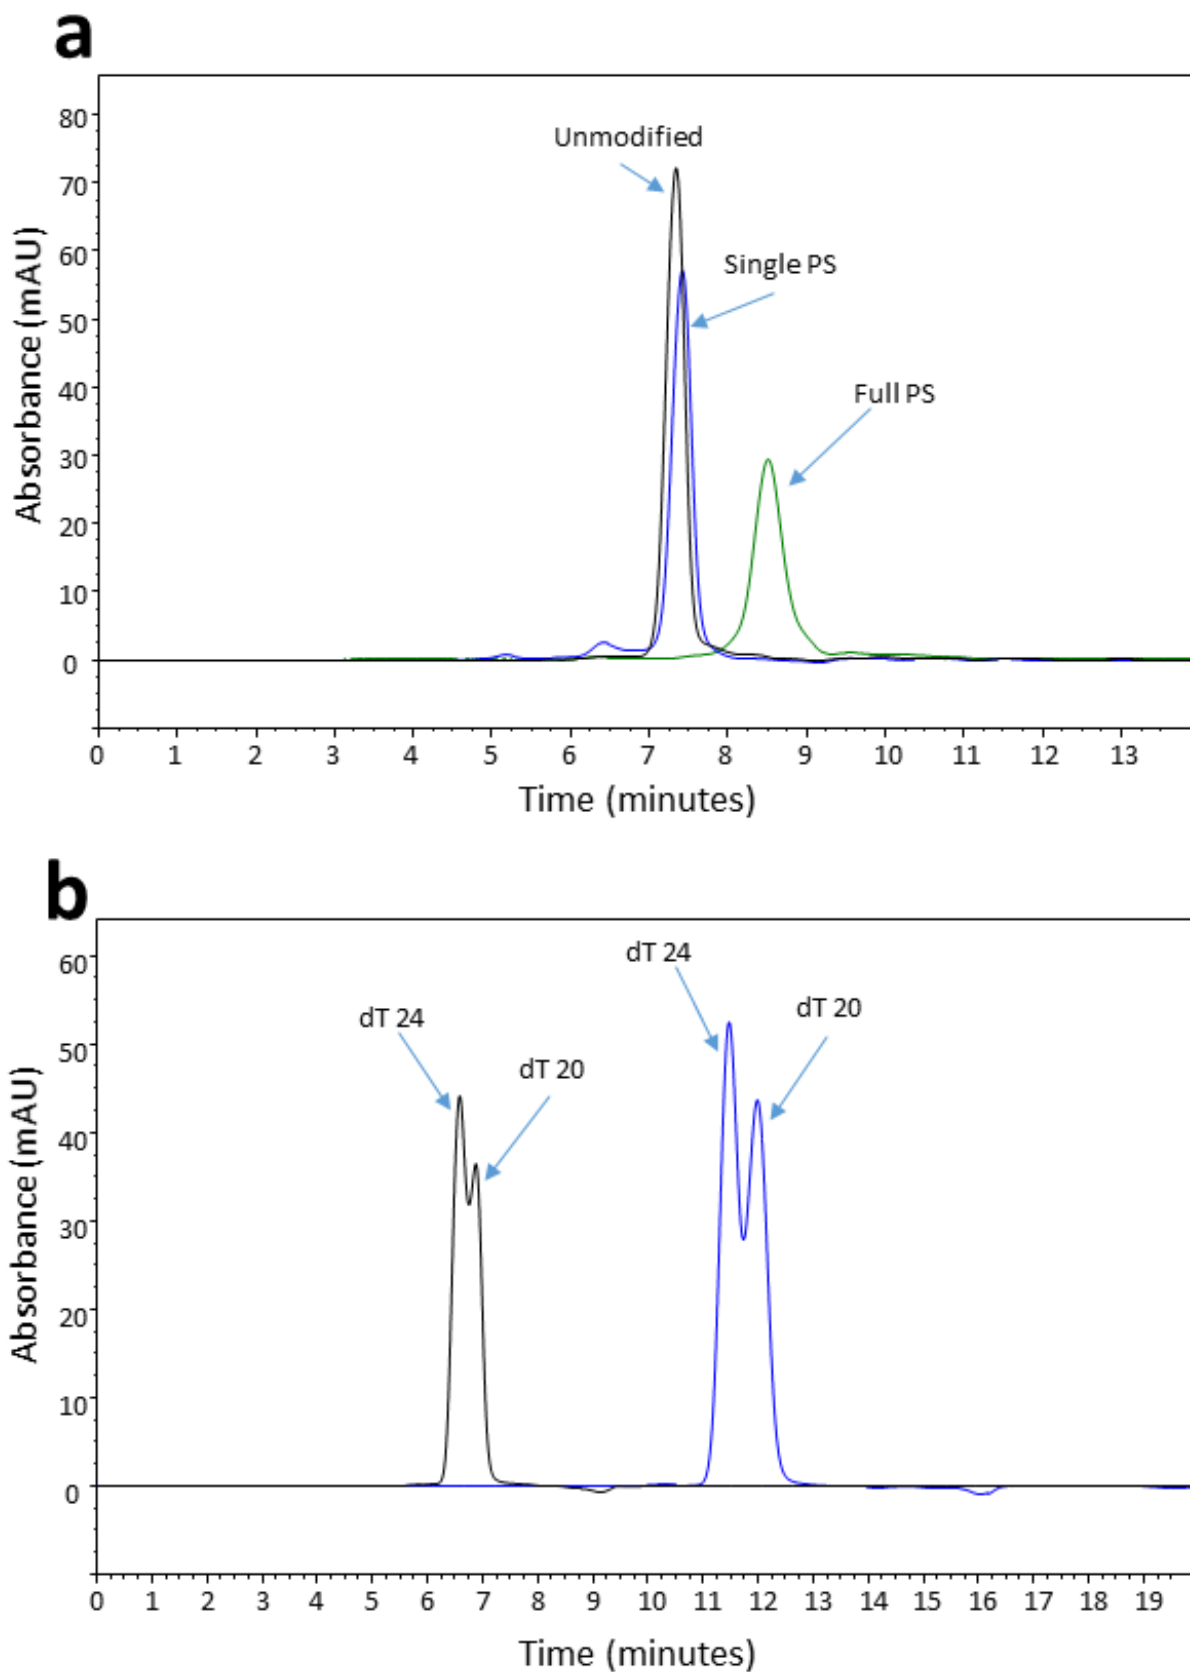 a
Unmodified
Single PS
Full PS
Absorbance (mAU)
80
70
60
50
40
30
20
10
0
0 1 2 3 4 5 6 7 8 9 10 11 12 13
Time (minutes)
b
dT 24
dT 20
dT 24
dT 20
Absorbance (mAU)
60
50
40
30
20
10
0
0 1 2 3 4 5 6 7 8 9 10 11 12 13 14 15 16 17 18 19
Time (minutes)